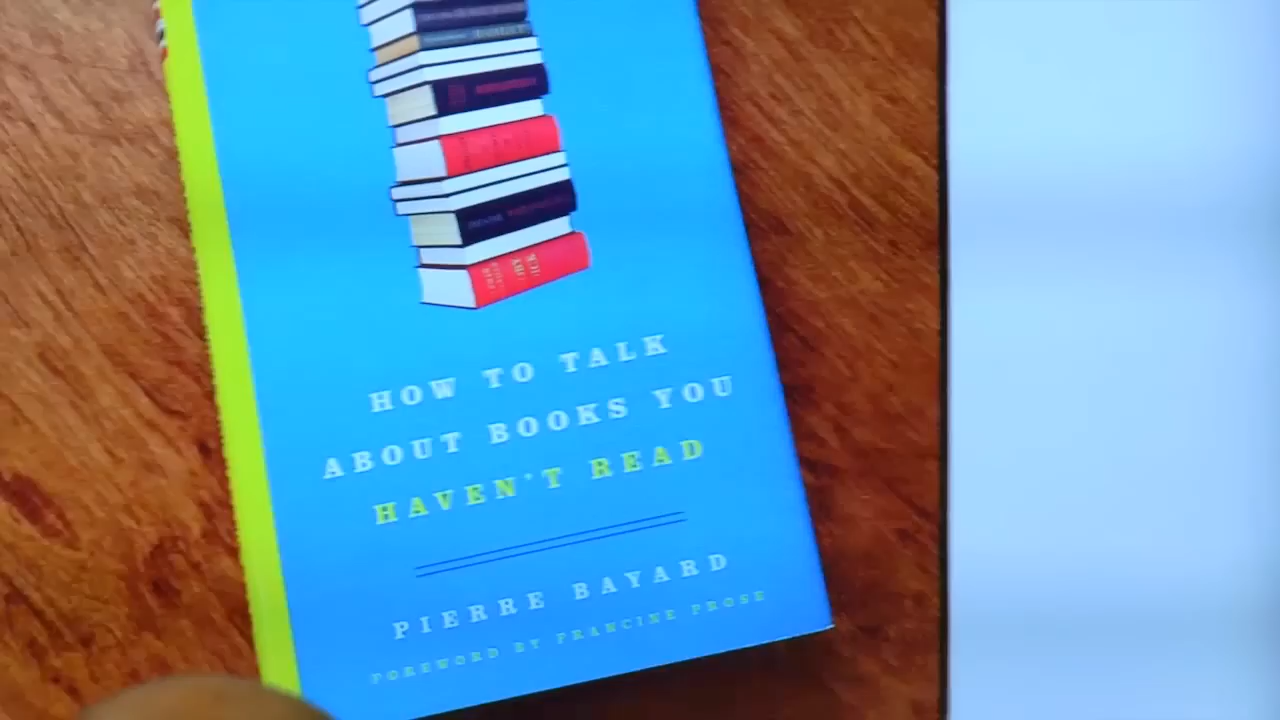 HOW TO TALK
ABOUT BOOKS YOU
HAVEN'T READ
PIERRE BAYARD
FOREWORD BY FRANCINE PROSE